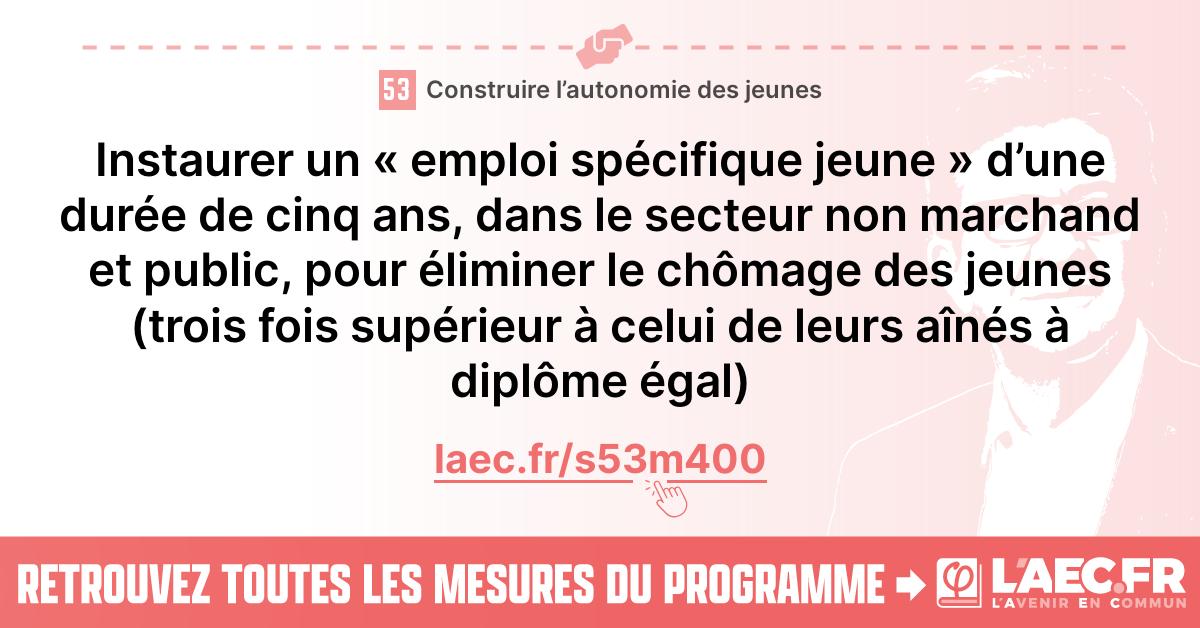 53 Construire l’autonomie des jeunes
Instaurer un « emploi spécifique jeune » d’une
durée de cinq ans, dans le secteur non marchand
et public, pour éliminer le chômage des jeunes
(trois fois supérieur à celui de leurs aînés à
diplôme égal)
laec.fr/s53m400
RETROUVEZ TOUTES LES MESURES DU PROGRAMME
φ L'AEC.FR
L'AVENIR EN COMMUN